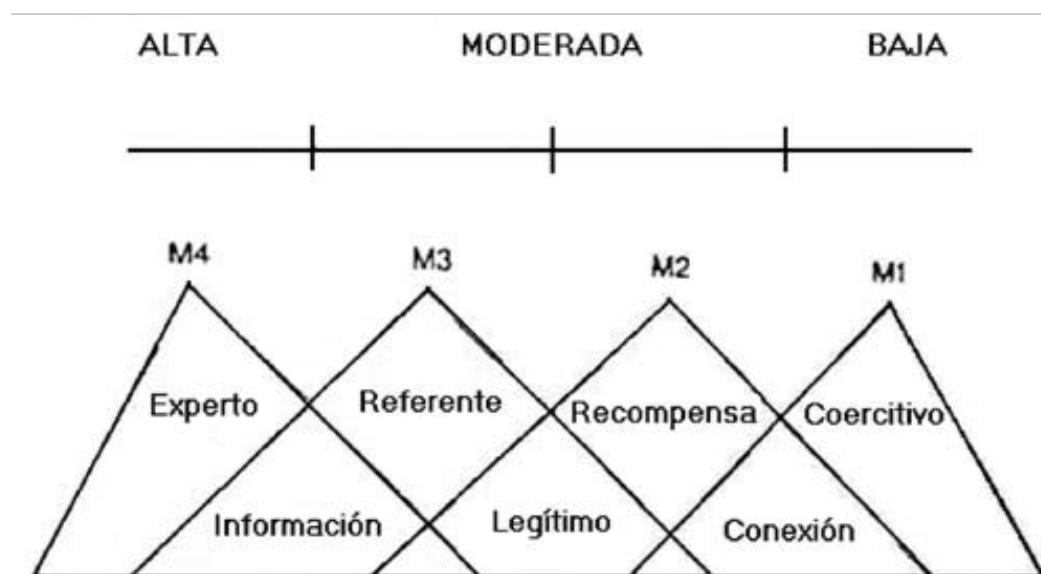 ALTA MODERADA BAJA
M4 M3 M2 M1
Experto Referente Recompensa Coercitivo
Información Legítimo Conexión